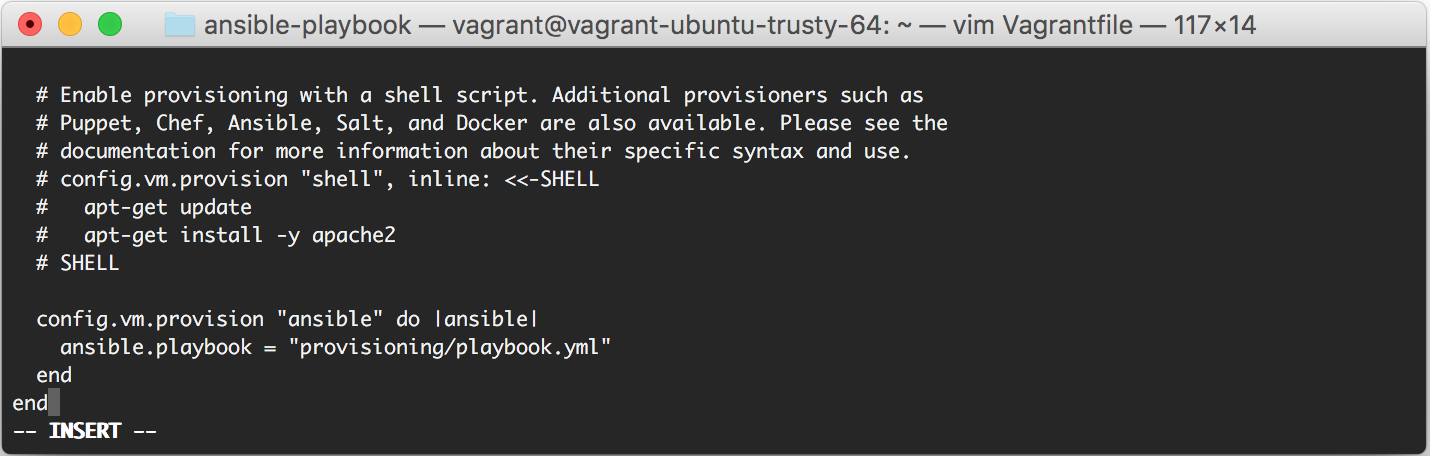 ansible-playbook — vagrant@vagrant-ubuntu-trusty-64: ~ — vim Vagrantfile — 117×14
# Enable provisioning with a shell script. Additional provisioners such as
# Puppet, Chef, Ansible, Salt, and Docker are also available. Please see the
# documentation for more information about their specific syntax and use.
# config.vm.provision "shell", inline: <<-SHELL
#   apt-get update
#   apt-get install -y apache2
# SHELL
config.vm.provision "ansible" do |ansible|
ansible.playbook = "provisioning/playbook.yml"
end
end
-- INSERT --